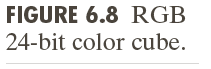 FIGURE 6.8 RGB
24-bit color cube.